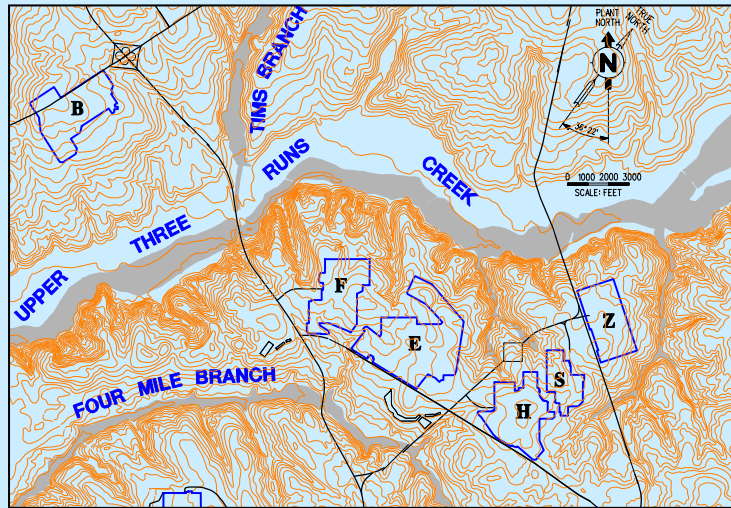 PLANT
NORTH
TRUE
NORTH
N
36° 22'
0 1000 2000 3000
SCALE: FEET
B
TIMS BRANCH
UPPER THREE RUNS CREEK
F
E
Z
S
H
FOUR MILE BRANCH